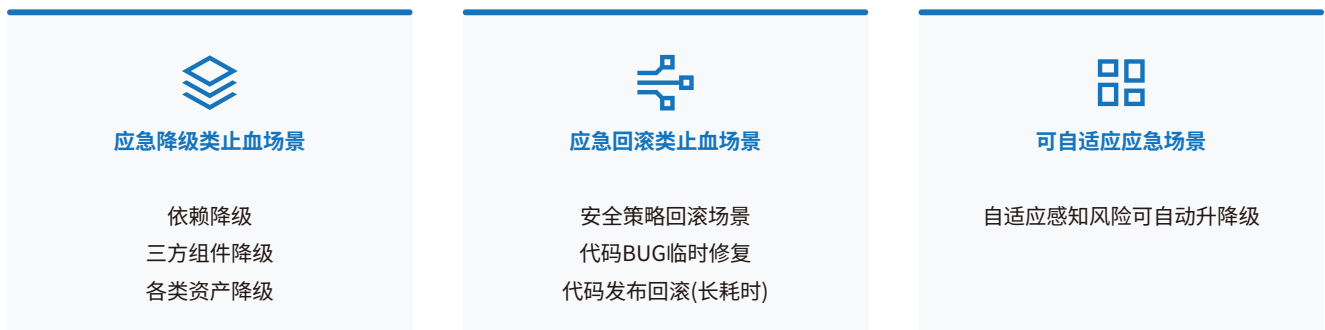 应急降级类止血场景
依赖降级
三方组件降级
各类资产降级
应急回滚类止血场景
安全策略回滚场景
代码BUG临时修复
代码发布回滚(长耗时)
可自适应应急场景
自适应感知风险可自动升降级